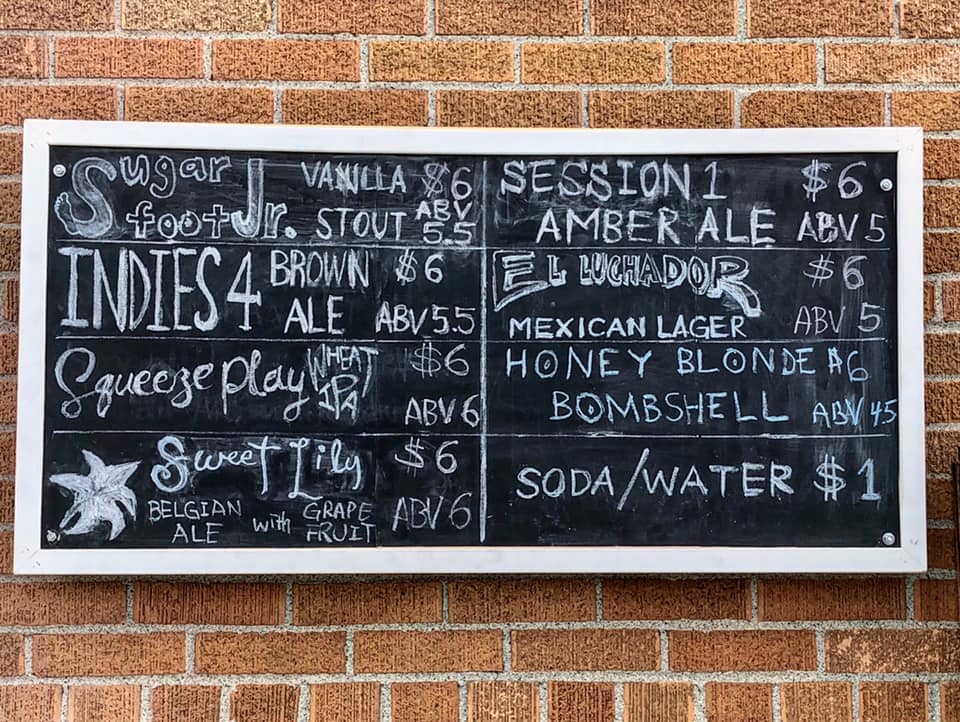 Sugar VANILLA $6
foot Jr. STOUT ABV 5.5
INDIES 4 BROWN $6
ALE ABV 5.5
Squeeze play WHEAT $6
IPA ABV 6
Sweet Lily $6
BELGIAN ALE with GRAPE FRUIT ABV 6
SESSION 1 $6
AMBER ALE ABV 5
EL LUCHADOR $6
MEXICAN LAGER ABV 5
HONEY BLONDE $6
BOMBSHELL ABV 4.5
SODA/WATER $1